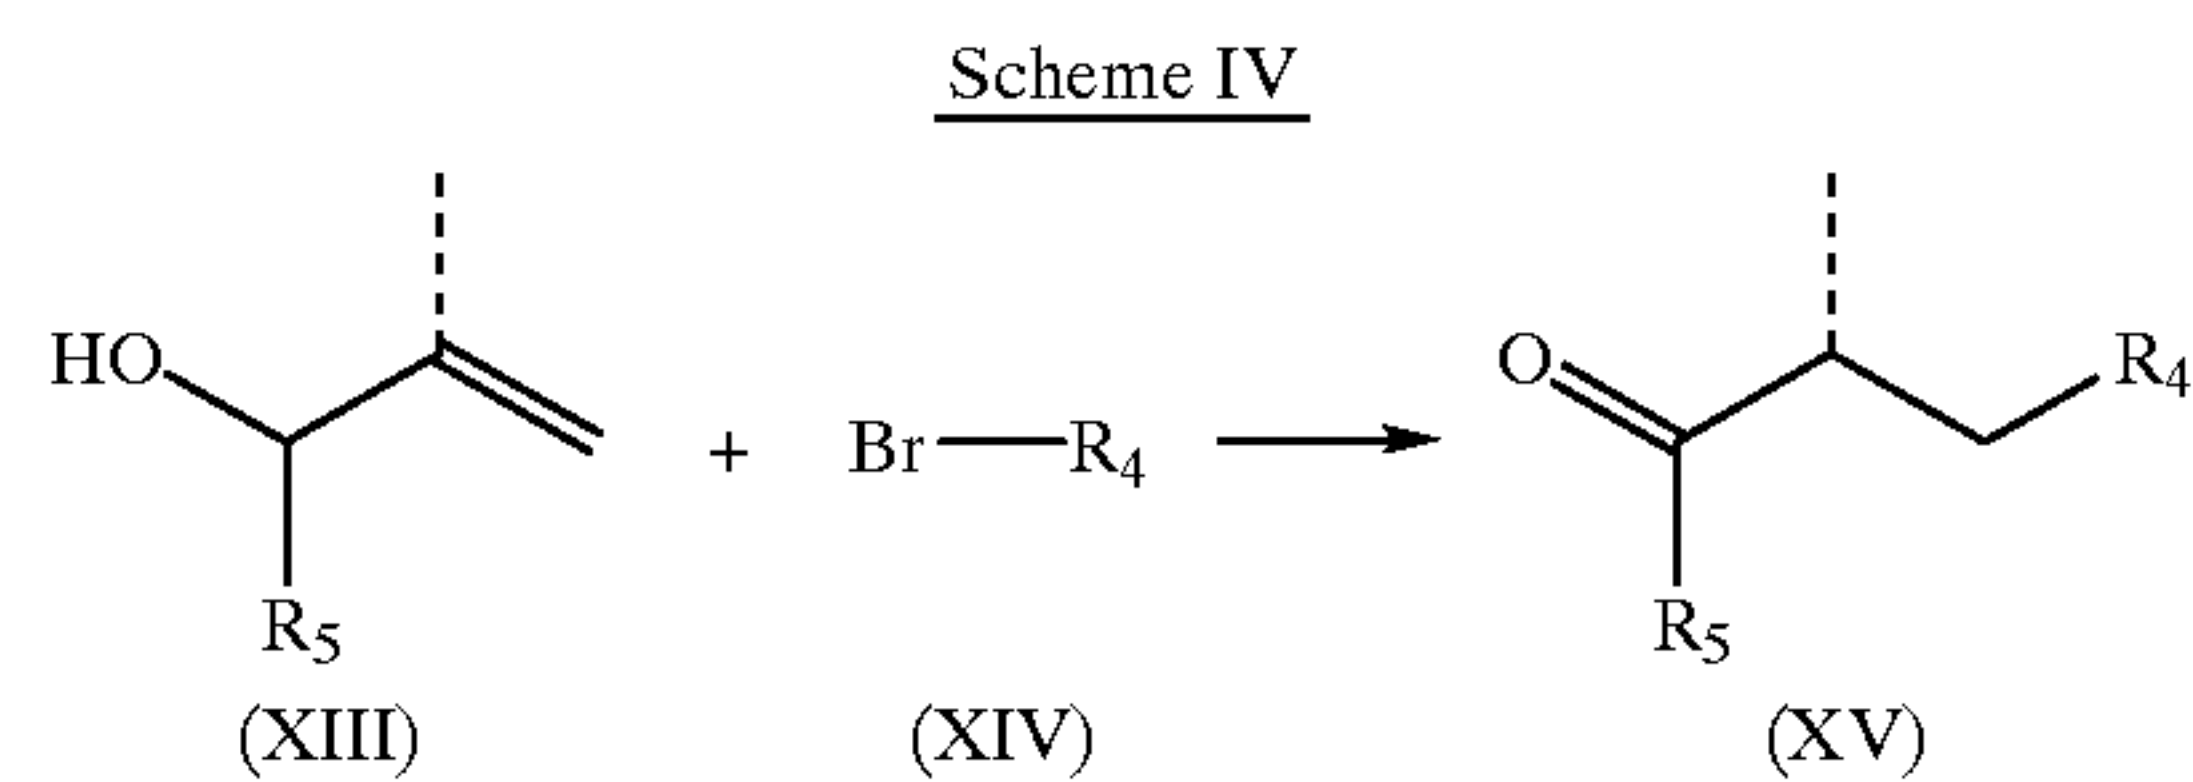 Scheme IV
HO
R5
+
Br—R4
O
R4
R5
(XIII)
(XIV)
(XV)